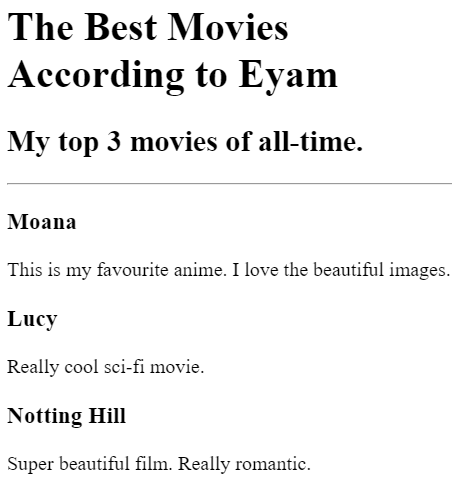 The Best Movies
According to Eyam
My top 3 movies of all-time.
Moana
This is my favourite anime. I love the beautiful images.
Lucy
Really cool sci-fi movie.
Notting Hill
Super beautiful film. Really romantic.